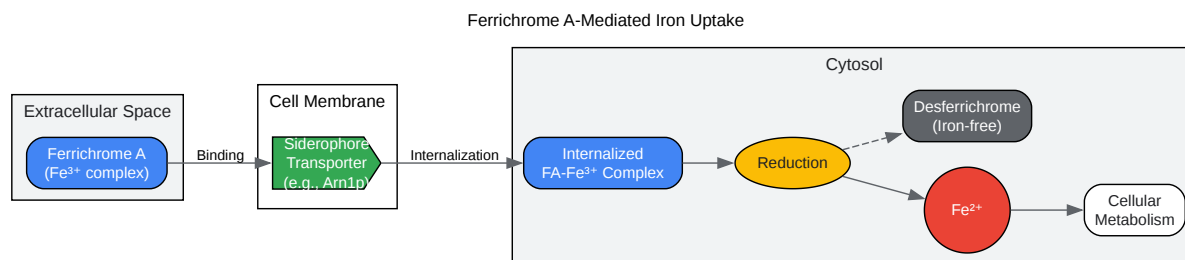 Ferrichrome A-Mediated Iron Uptake
Extracellular Space
Ferrichrome A
(Fe³⁺ complex)
Binding
Cell Membrane
Siderophore
Transporter
(e.g., Arn1p)
Internalization
Cytosol
Internalized
FA-Fe³⁺ Complex
Reduction
Desferrichrome
(Iron-free)
Fe²⁺
Cellular
Metabolism